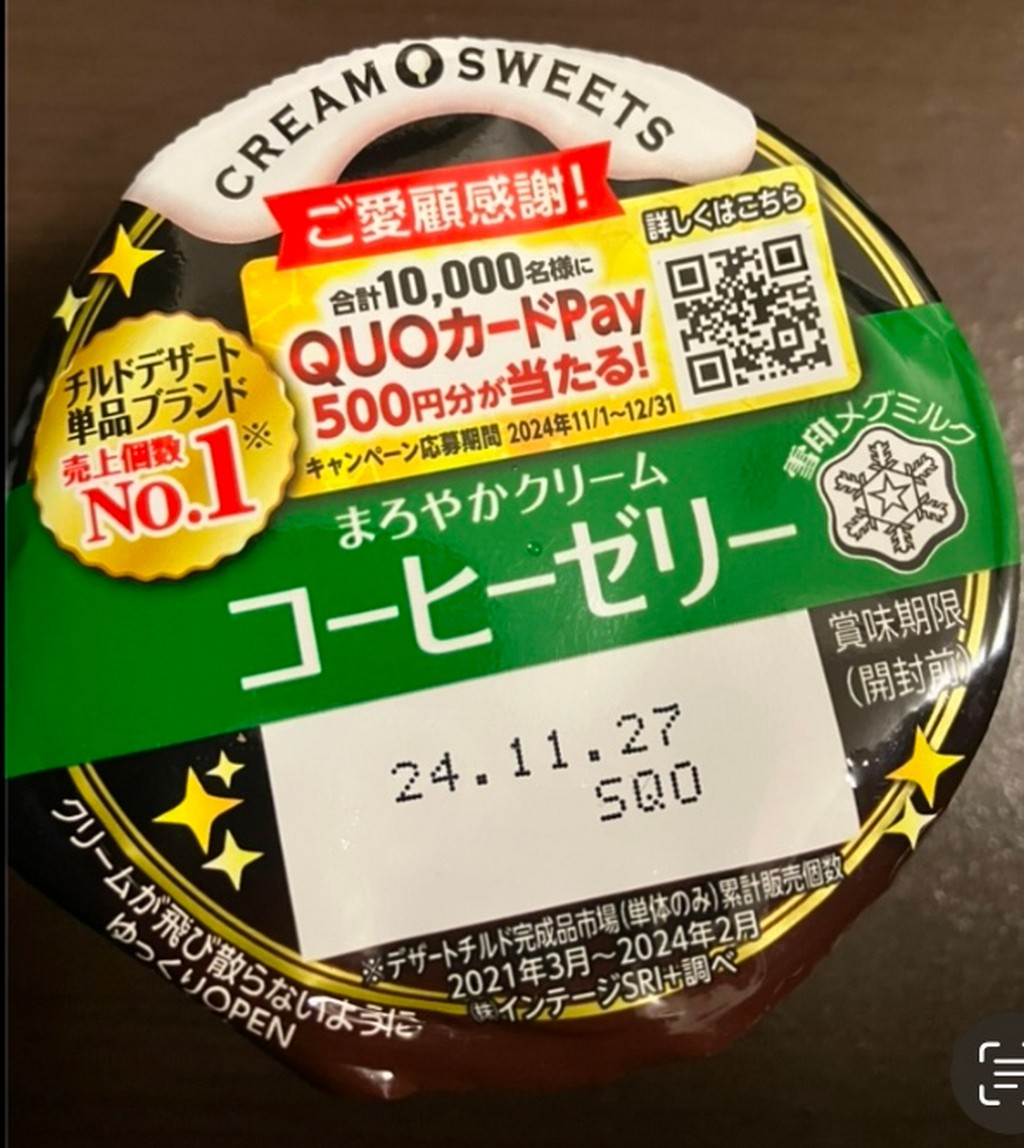 CREAM SWEETS
ご愛顧感謝!
合計10,000名様に
QUOカードPay
500円分が当たる!
キャンペーン応募期間 2024年11/1~12/31
詳しくはこちら
チルドデザート
単品ブランド
売上個数
No.1※
雪印メグミルク
まろやかクリーム
コーヒーゼリー
賞味期限
(開封前)
24.11.27
SQO
※デザートチルド完成品市場(単体のみ)累計販売個数
2021年3月~2024年2月
㈱インテージSRI+調べ
クリームが飛び散らないように
ゆっくりOPEN